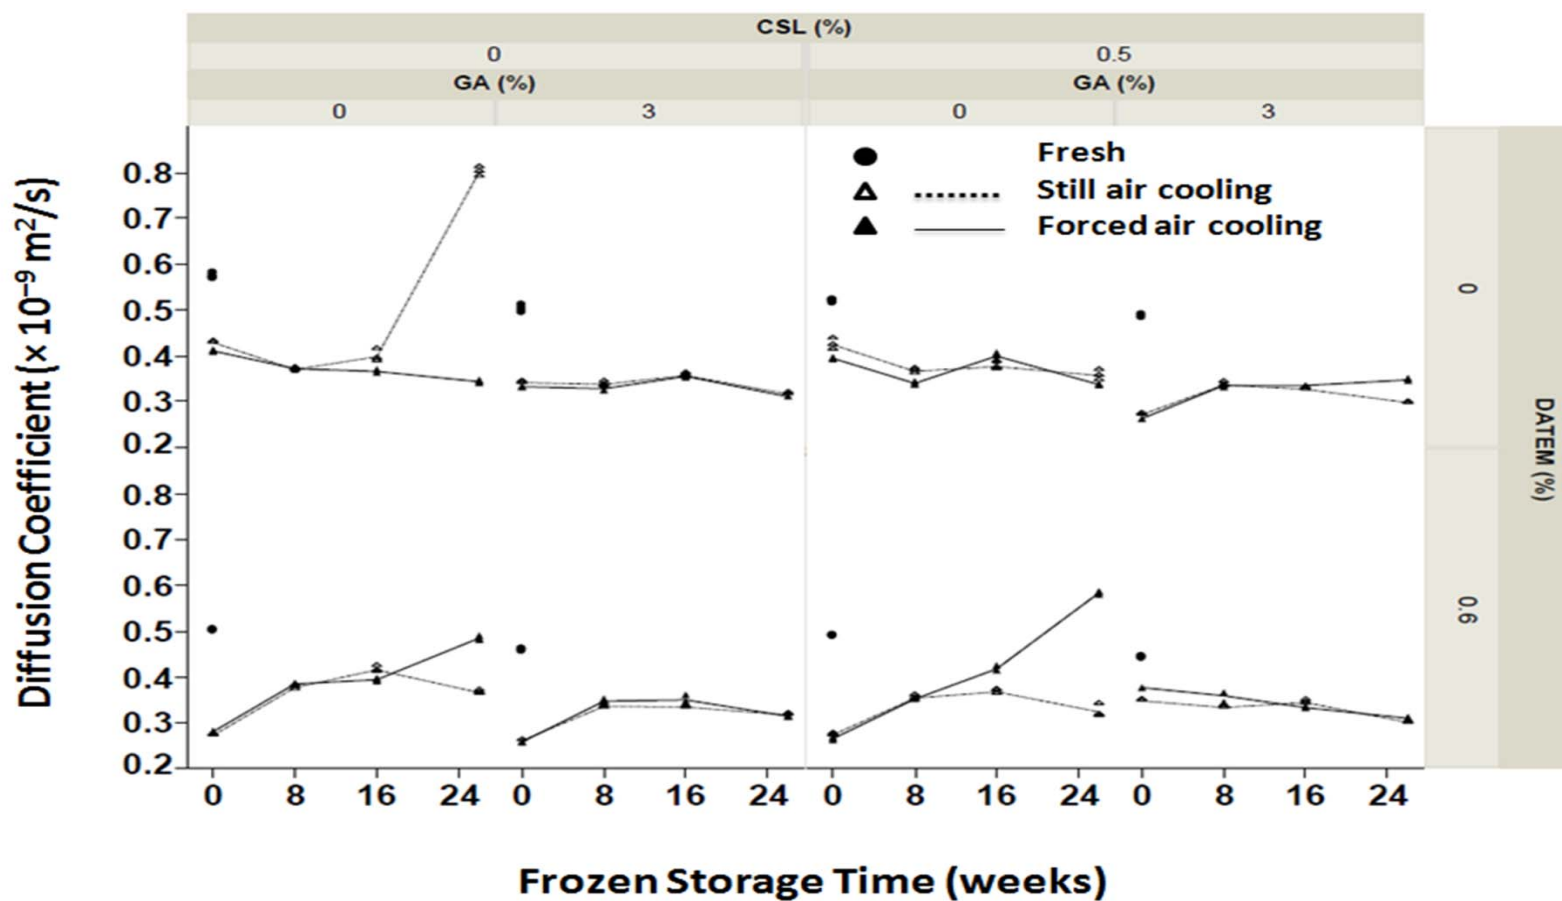 CSL (%)
0 0.5
GA (%) GA (%)
0 3 0 3
Fresh
Still air cooling
Forced air cooling
0.8
0.7
0.6
0.5
0.4
0.3
0.2
0.8
0.7
0.6
0.5
0.4
0.3
0.2
Diffusion Coefficient (x 10⁻⁹ m²/s)
0
0.6
DATEM (%)
0 8 16 24 0 8 16 24 0 8 16 24 0 8 16 24
Frozen Storage Time (weeks)